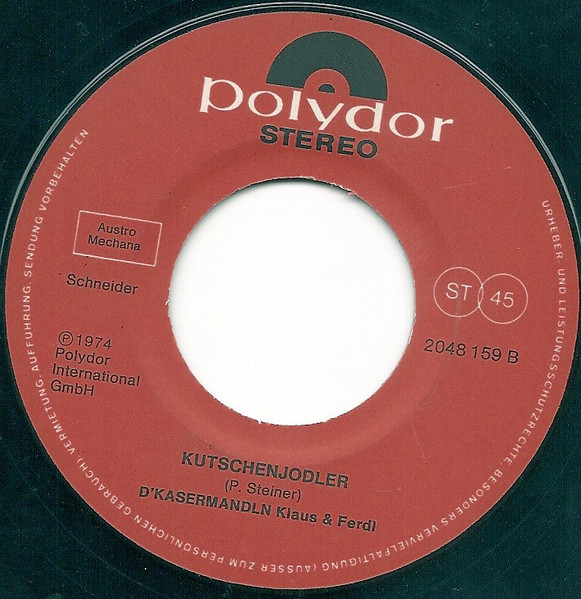 polydor
STEREO
Austro
Mechana
Schneider
ST 45
2048 159 B
℗ 1974
Polydor
International
GmbH
KUTSCHENJODLER
(P. Steiner)
D'KASERMANDLN Klaus & Ferdl
URHEBER- UND LEISTUNGSSCHUTZRECHTE, BESONDERS VERVIELFALTIGUNG (AUSSER ZUM PERSÖNLICHEN GEBRAUCH) VERMIETUNG, AUFFÜHRUNG, SENDUNG VORBEHALTEN